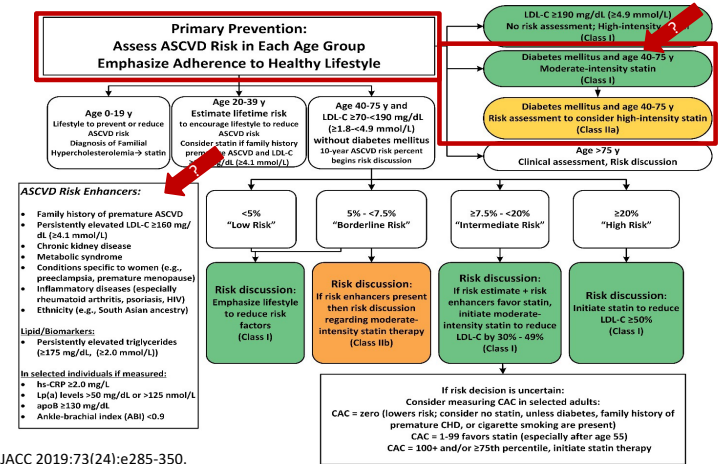 Primary Prevention:
Assess ASCVD Risk in Each Age Group
Emphasize Adherence to Healthy Lifestyle
LDL-C ≥190 mg/dL (≥4.9 mmol/L)
No risk assessment; High-intensity
(Class I)
?
Diabetes mellitus and age 40-75 y
Moderate-intensity statin
(Class I)
Diabetes mellitus and age 40-75 y
Risk assessment to consider high-intensity statin
(Class IIa)
Age >75 y
Clinical assessment, Risk discussion
Age 0-19 y
Lifestyle to prevent or reduce
ASCVD risk
Diagnosis of Familial
Hypercholesterolemia→ statin
Age 20-39 y
Estimate lifetime risk
to encourage lifestyle to reduce
ASCVD risk
Consider statin if family history
ASCVD and LDL-C
mg/dL (≥4.1 mmol/L)
Age 40-75 y and
LDL-C ≥70-<190 mg/dL
(≥1.8-<4.9 mmol/L)
without diabetes mellitus
10-year ASCVD risk percent
begins risk discussion
?
ASCVD Risk Enhancers:
• Family history of premature ASCVD
• Persistently elevated LDL-C ≥160 mg/
dL (≥4.1 mmol/L)
• Chronic kidney disease
• Metabolic syndrome
• Conditions specific to women (e.g.,
preeclampsia, premature menopause)
• Inflammatory diseases (especially
rheumatoid arthritis, psoriasis, HIV)
• Ethnicity (e.g., South Asian ancestry)
Lipid/Biomarkers:
• Persistently elevated triglycerides
(≥175 mg/dL, (≥2.0 mmol/L))
In selected individuals if measured:
• hs-CRP ≥2.0 mg/L
• Lp(a) levels >50 mg/dL or >125 nmol/L
• apoB ≥130 mg/dL
• Ankle-brachial index (ABI) <0.9
<5%
"Low Risk"
5% - <7.5%
"Borderline Risk"
≥7.5% - <20%
"Intermediate Risk"
≥20%
"High Risk"
Risk discussion:
Emphasize lifestyle
to reduce risk
factors
(Class I)
Risk discussion:
If risk enhancers present
then risk discussion
regarding moderate-
intensity statin therapy
(Class IIb)
Risk discussion:
If risk estimate + risk
enhancers favor statin,
initiate moderate-
intensity statin to reduce
LDL-C by 30% - 49%
(Class I)
Risk discussion:
Initiate statin to reduce
LDL-C ≥50%
(Class I)
If risk decision is uncertain:
Consider measuring CAC in selected adults:
CAC = zero (lowers risk; consider no statin, unless diabetes, family history of
premature CHD, or cigarette smoking are present)
CAC = 1-99 favors statin (especially after age 55)
CAC = 100+ and/or ≥75th percentile, initiate statin therapy
JACC 2019;73(24):e285-350.